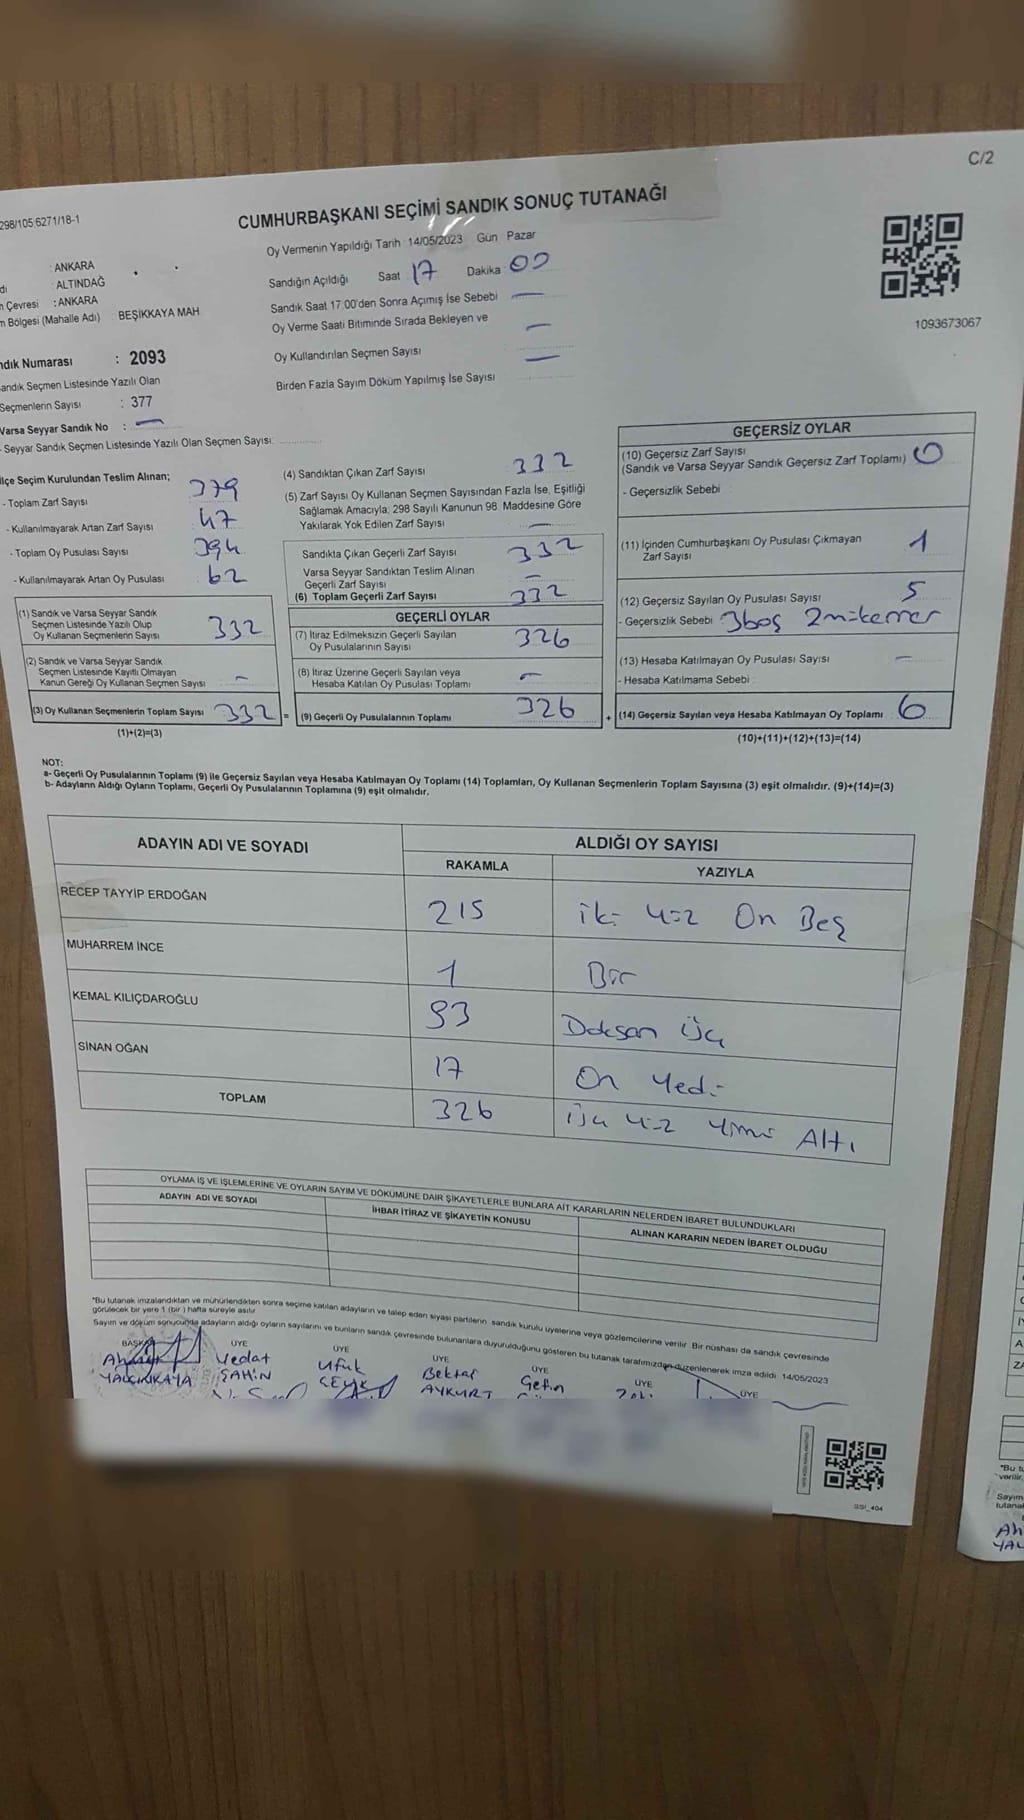 C/2
298/105:6271/18-1
CUMHURBAŞKANI SEÇİMİ SANDIK SONUÇ TUTANAĞI
Oy Vermenin Yapıldığı Tarih 14/05/2023 Gün Pazar
: ANKARA
: ALTINDAĞ
Çevresi : ANKARA
Bölgesi (Mahalle Adı) BEŞİKKAYA MAH
Sandığın Açıldığı Saat 17 Dakika 00
Sandık Saat 17:00'den Sonra Açımış İse Sebebi —
Oy Verme Saati Bitiminde Sırada Bekleyen ve
Oy Kullandırılan Seçmen Sayısı —
Birden Fazla Sayım Döküm Yapılmış İse Sayısı —
1093673067
ndık Numarası : 2093
andık Seçmen Listesinde Yazılı Olan
Seçmenlerin Sayısı : 377
Varsa Seyyar Sandık No : —
- Seyyar Sandık Seçmen Listesinde Yazılı Olan Seçmen Sayısı:
lçe Seçim Kurulundan Teslim Alınan;
- Toplam Zarf Sayısı 379
- Kullanılmayarak Artan Zarf Sayısı 47
- Toplam Oy Pusulası Sayısı 394
- Kullanılmayarak Artan Oy Pusulası 62
(1) Sandık ve Varsa Seyyar Sandık
Seçmen Listesinde Yazılı Olup
Oy Kullanan Seçmenlerin Sayısı 332
(2) Sandık ve Varsa Seyyar Sandık
Seçmen Listesinde Kayıtlı Olmayan
Kanun Gereği Oy Kullanan Seçmen Sayısı —
(3) Oy Kullanan Seçmenlerin Toplam Sayısı 332 =
(1)+(2)=(3)
(4) Sandıktan Çıkan Zarf Sayısı 332
(5) Zarf Sayısı Oy Kullanan Seçmen Sayısından Fazla İse, Eşitliği
Sağlamak Amacıyla; 298 Sayılı Kanunun 98. Maddesine Göre
Yakılarak Yok Edilen Zarf Sayısı —
Sandıkta Çıkan Geçerli Zarf Sayısı 332
Varsa Seyyar Sandıktan Teslim Alınan
Geçerli Zarf Sayısı —
(6) Toplam Geçerli Zarf Sayısı 332
GEÇERLİ OYLAR
(7) İtiraz Edilmeksizin Geçerli Sayılan
Oy Pusulalarının Sayısı 326
(8) İtiraz Üzerine Geçerli Sayılan veya
Hesaba Katılan Oy Pusulası Toplamı —
(9) Geçerli Oy Pusulalarının Toplamı 326 +
GEÇERSİZ OYLAR
(10) Geçersiz Zarf Sayısı
(Sandık ve Varsa Seyyar Sandık Geçersiz Zarf Toplamı) 0
- Geçersizlik Sebebi
(11) İçinden Cumhurbaşkanı Oy Pusulası Çıkmayan
Zarf Sayısı 1
(12) Geçersiz Sayılan Oy Pusulası Sayısı 5
- Geçersizlik Sebebi 3boş 2mükerrer
(13) Hesaba Katılmayan Oy Pusulası Sayısı —
- Hesaba Katılmama Sebebi
(14) Geçersiz Sayılan veya Hesaba Katılmayan Oy Toplamı 6
(10)+(11)+(12)+(13)=(14)
NOT:
a- Geçerli Oy Pusulalarının Toplamı (9) ile Geçersiz Sayılan veya Hesaba Katılmayan Oy Toplamı (14) Toplamları, Oy Kullanan Seçmenlerin Toplam Sayısına (3) eşit olmalıdır. (9)+(14)=(3)
b- Adayların Aldığı Oyların Toplamı, Geçerli Oy Pusulalarının Toplamına (9) eşit olmalıdır.
ADAYIN ADI VE SOYADI ALDIĞI OY SAYISI
RAKAMLA YAZIYLA
RECEP TAYYİP ERDOĞAN 215 iki yüz On Beş
MUHARREM İNCE 1 Bir
KEMAL KILIÇDAROĞLU 93 Doksan Üç
SİNAN OĞAN 17 On Yedi
TOPLAM 326 Üç yüz yirmi Altı
OYLAMA İŞ VE İŞLEMLERİNE VE OYLARIN SAYIM VE DÖKÜMÜNE DAİR ŞİKAYETLERLE BUNLARA AİT KARARLARIN NELERDEN İBARET BULUNDUKLARI
ADAYIN ADI VE SOYADI İHBAR İTİRAZ VE ŞİKAYETİN KONUSU ALINAN KARARIN NEDEN İBARET OLDUĞU
*Bu tutanak imzalandıktan ve mühürlendikten sonra seçime katılan adayların ve talep eden siyasi partilerin sandık kurulu üyelerine veya gözlemcilerine verilir. Bir nüshası da sandık çevresinde
görülecek bir yere 1 (bir) hafta süreyle asılır
Sayım ve döküm sonucunda adayların aldığı oyların sayılarını ve bunların sandık çevresinde bulunanlara duyurulduğunu gösteren bu tutanak tarafımızdan düzenlenerek imza edildi 14/05/2023
BAŞKAN ÜYE ÜYE ÜYE ÜYE ÜYE ÜYE
Ahmet Vedat Ufuk Bektaş Çetin
YALÇINKAYA ŞAHİN AYKURT
SSI_404